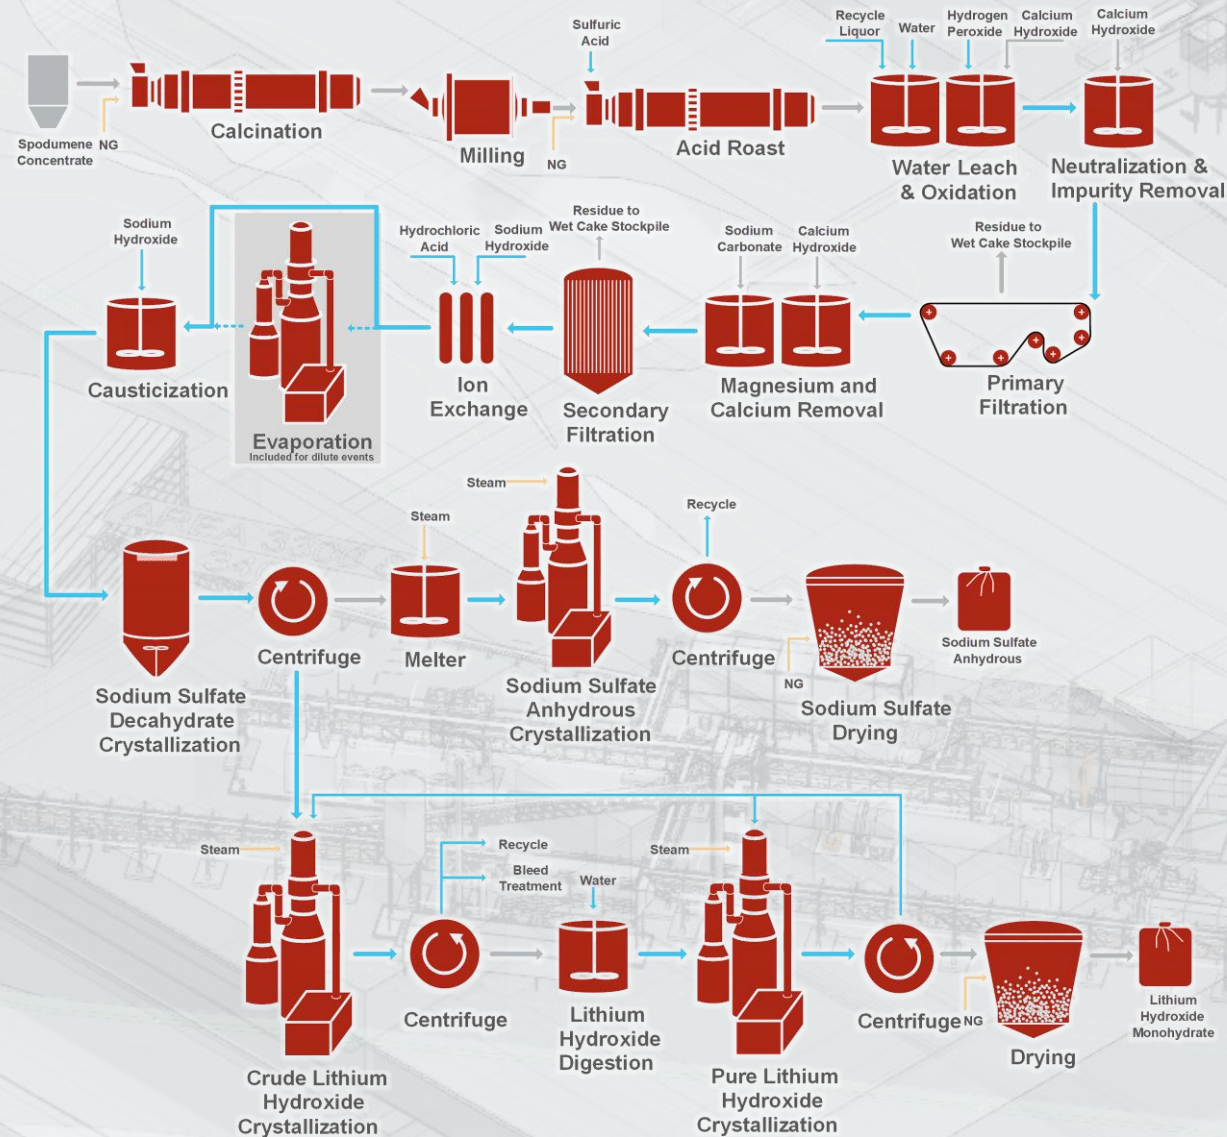 Recycle
Liquor
Water
Hydrogen
Peroxide
Calcium
Hydroxide
Calcium
Hydroxide
Sulfuric
Acid
Spodumene
Concentrate
NG
Calcination
Milling
NG
Acid Roast
Water Leach
& Oxidation
Neutralization &
Impurity Removal
Sodium
Hydroxide
Hydrochloric
Acid
Sodium
Hydroxide
Residue to
Wet Cake Stockpile
Sodium
Carbonate
Calcium
Hydroxide
Residue to
Wet Cake Stockpile
Causticization
Evaporation
Included for dilute events
Ion
Exchange
Secondary
Filtration
Magnesium and
Calcium Removal
Primary
Filtration
Steam
Steam
Recycle
Sodium Sulfate
Decahydrate
Crystallization
Centrifuge
Melter
Sodium Sulfate
Anhydrous
Crystallization
Centrifuge
NG
Sodium Sulfate
Drying
Sodium Sulfate
Anhydrous
Steam
Recycle
Bleed
Treatment
Water
Steam
Crude Lithium
Hydroxide
Crystallization
Centrifuge
Lithium
Hydroxide
Digestion
Pure Lithium
Hydroxide
Crystallization
Centrifuge
NG
Drying
Lithium
Hydroxide
Monohydrate